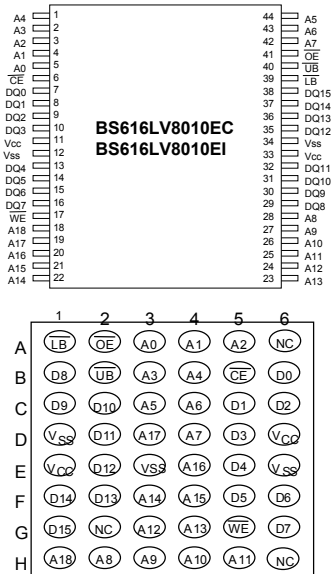 A4 1 44 A5
A3 2 43 A6
A2 3 42 A7
A1 4 41 OE
A0 5 40 UB
CE 6 39 LB
DQ0 7 38 DQ15
DQ1 8 37 DQ14
DQ2 9 36 DQ13
DQ3 10 35 DQ12
Vcc 11 34 Vss
Vss 12 33 Vcc
DQ4 13 32 DQ11
DQ5 14 31 DQ10
DQ6 15 30 DQ9
DQ7 16 29 DQ8
WE 17 28 A8
A18 18 27 A9
A17 19 26 A10
A16 20 25 A11
A15 21 24 A12
A14 22 23 A13
BS616LV8010EC
BS616LV8010EI
1 2 3 4 5 6
A LB OE A0 A1 A2 NC
B D8 UB A3 A4 CE D0
C D9 D10 A5 A6 D1 D2
D VSS D11 A17 A7 D3 VCC
E VCC D12 VSS A16 D4 VSS
F D14 D13 A14 A15 D5 D6
G D15 NC A12 A13 WE D7
H A18 A8 A9 A10 A11 NC